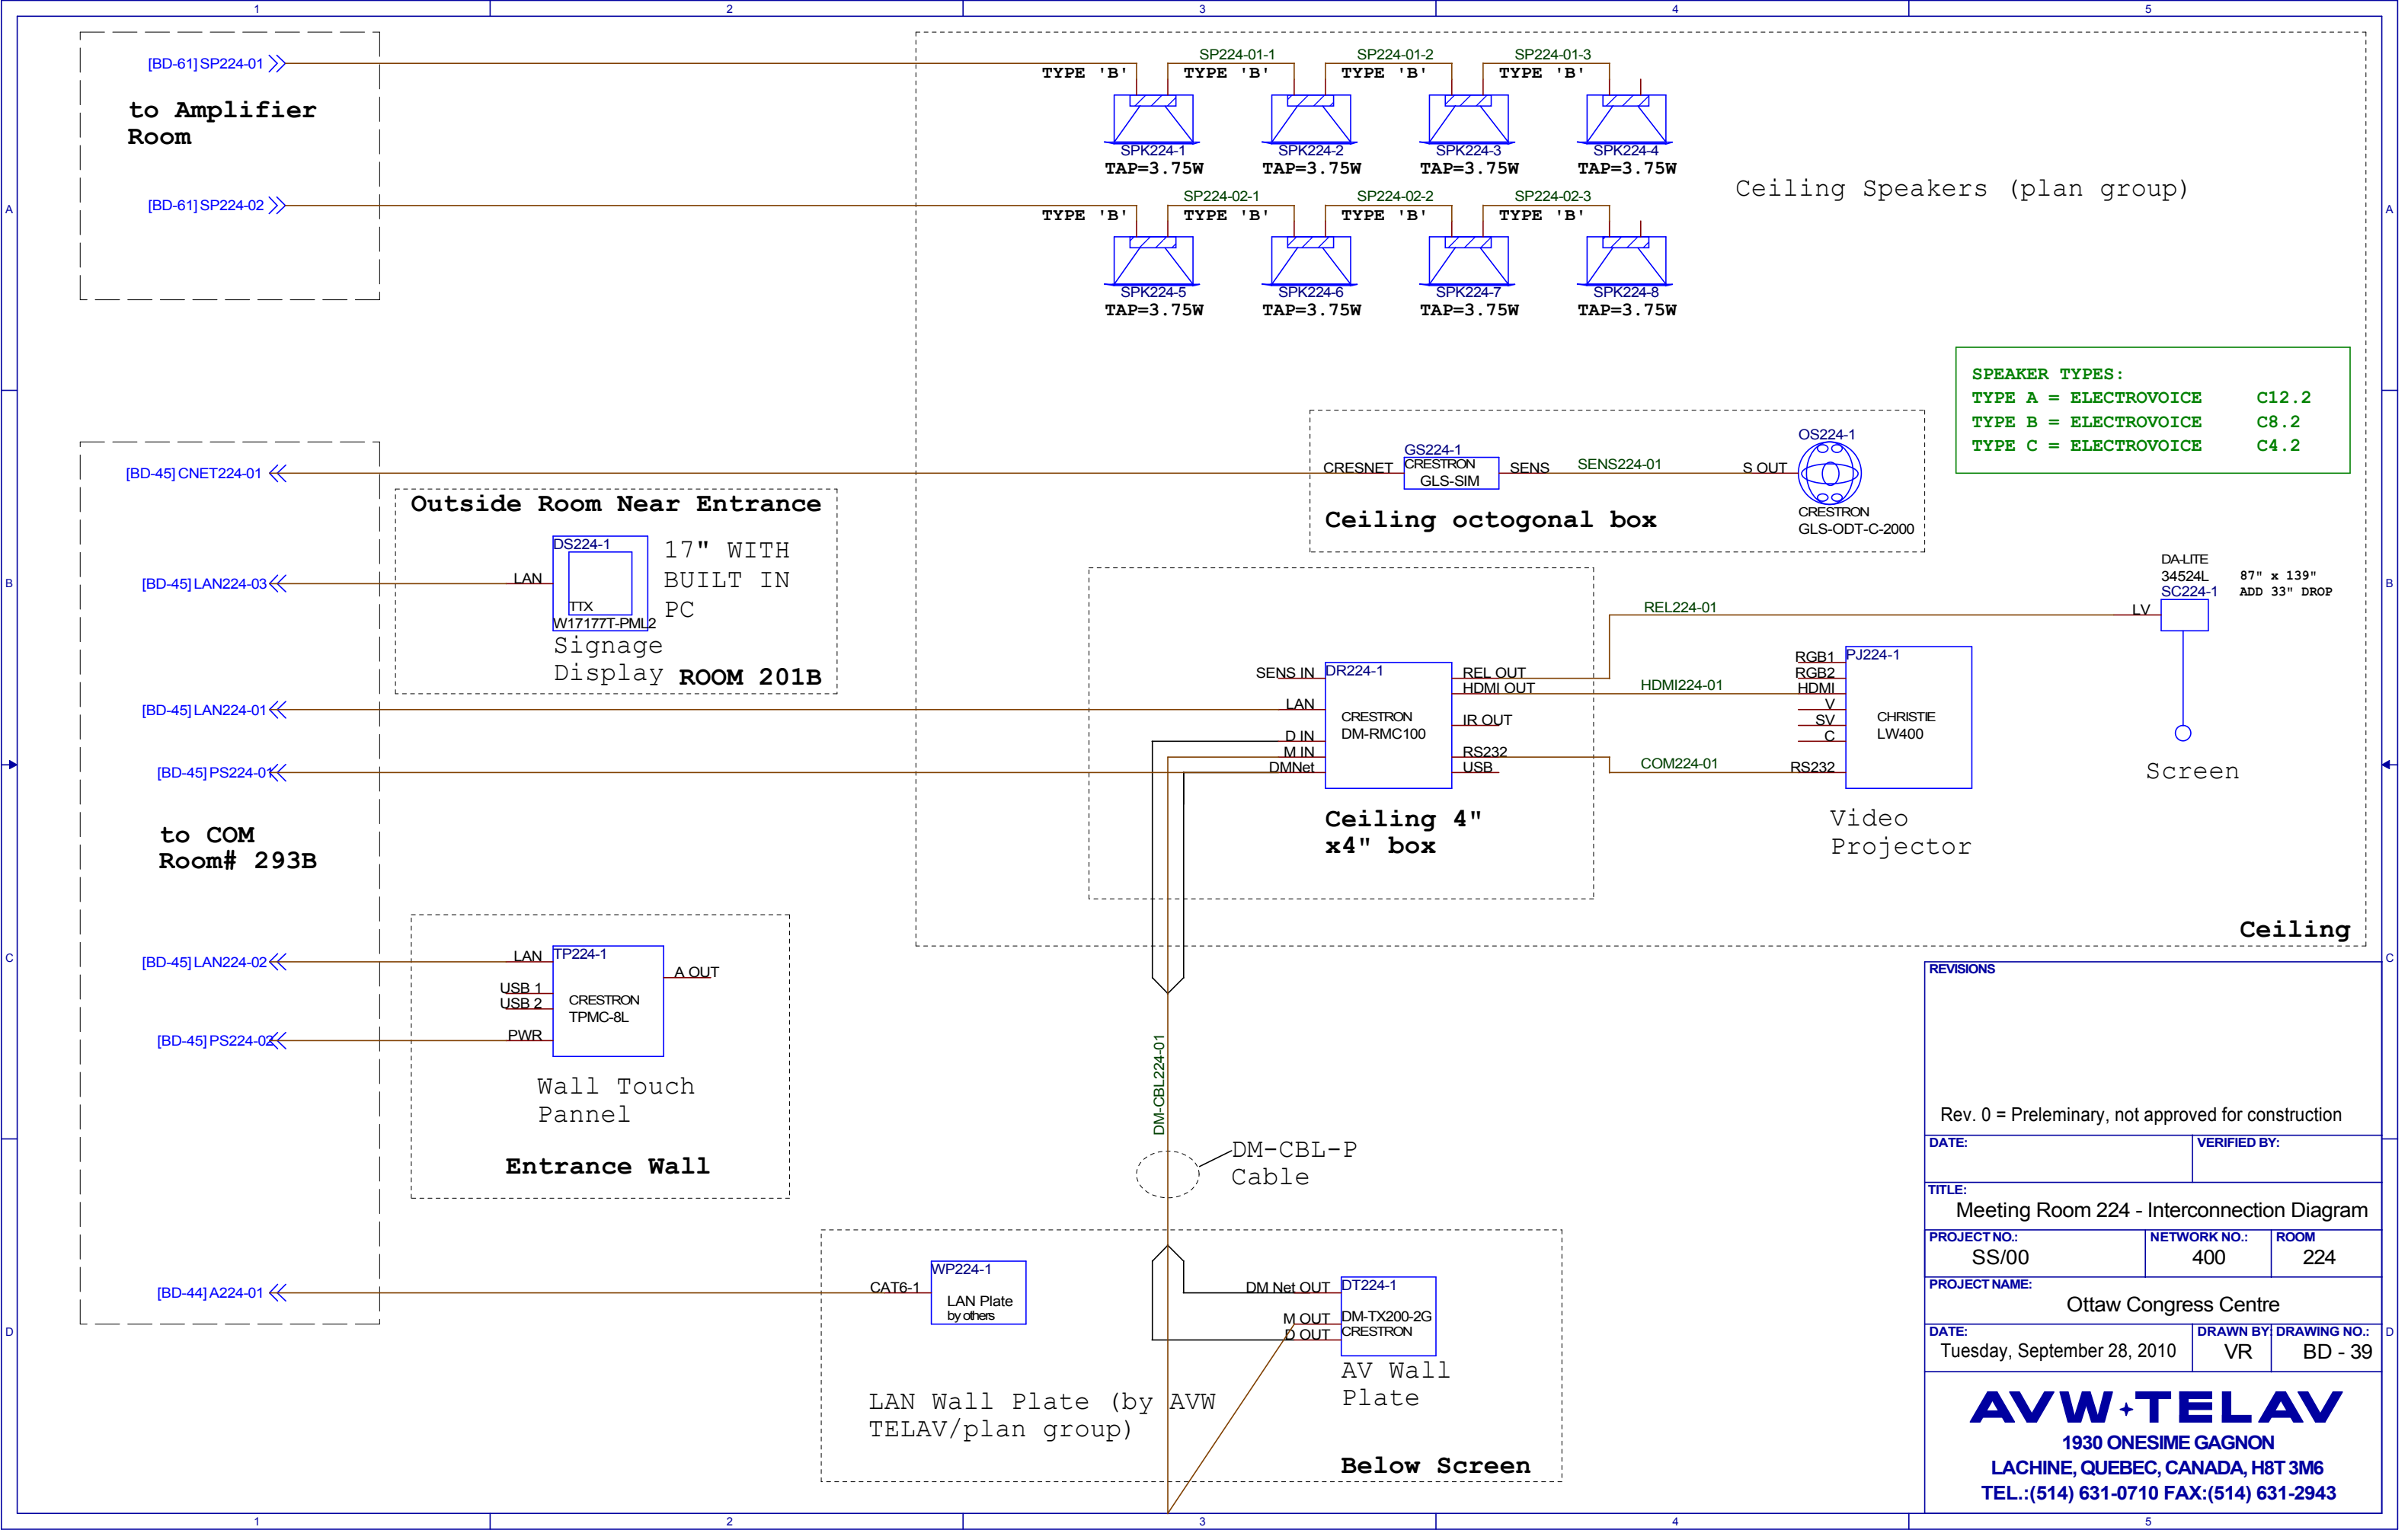 1 2 3 4 5
[BD-61] SP224-01
to Amplifier
Room
[BD-61] SP224-02
SP224-01-1 SP224-01-2 SP224-01-3
TYPE 'B' TYPE 'B' TYPE 'B' TYPE 'B'
SPK224-1 SPK224-2 SPK224-3 SPK224-4
TAP=3.75W TAP=3.75W TAP=3.75W TAP=3.75W
SP224-02-1 SP224-02-2 SP224-02-3
TYPE 'B' TYPE 'B' TYPE 'B' TYPE 'B'
SPK224-5 SPK224-6 SPK224-7 SPK224-8
TAP=3.75W TAP=3.75W TAP=3.75W TAP=3.75W
Ceiling Speakers (plan group)
A A
SPEAKER TYPES:
TYPE A = ELECTROVOICE C12.2
TYPE B = ELECTROVOICE C8.2
TYPE C = ELECTROVOICE C4.2
[BD-45] CNET224-01
CRESNET
GS224-1
CRESTRON
GLS-SIM
SENS
SENS224-01
S OUT
OS224-1
CRESTRON
GLS-ODT-C-2000
Ceiling octogonal box
Outside Room Near Entrance
[BD-45] LAN224-03
LAN
DS224-1
TTX
W17177T-PML2
17" WITH
BUILT IN
PC
Signage
Display ROOM 201B
B B
DA-LITE
34524L
SC224-1
87" x 139"
ADD 33" DROP
LV
REL224-01
Screen
[BD-45] LAN224-01
[BD-45] PS224-01
SENS IN
LAN
D IN
M IN
DMNet
DR224-1
CRESTRON
DM-RMC100
REL OUT
HDMI OUT
IR OUT
RS232
USB
HDMI224-01
COM224-01
Ceiling 4"
x4" box
RGB1
RGB2
HDMI
V
SV
C
RS232
PJ224-1
CHRISTIE
LW400
Video
Projector
Ceiling
to COM
Room# 293B
[BD-45] LAN224-02
[BD-45] PS224-02
LAN
USB 1
USB 2
PWR
TP224-1
CRESTRON
TPMC-8L
A OUT
Wall Touch
Pannel
Entrance Wall
C C
DM-CBL224-01
DM-CBL-P
Cable
[BD-44] A224-01
CAT6-1
WP224-1
LAN Plate
by others
LAN Wall Plate (by AVW
TELAV/plan group)
DM Net OUT
M OUT
D OUT
DT224-1
DM-TX200-2G
CRESTRON
AV Wall
Plate
Below Screen
D D
REVISIONS
Rev. 0 = Preleminary, not approved for construction
DATE: VERIFIED BY:
TITLE:
Meeting Room 224 - Interconnection Diagram
PROJECT NO.: NETWORK NO.: ROOM
SS/00 400 224
PROJECT NAME:
Ottaw Congress Centre
DATE: DRAWN BY: DRAWING NO.:
Tuesday, September 28, 2010 VR BD - 39
AVW TELAV
1930 ONESIME GAGNON
LACHINE, QUEBEC, CANADA, H8T 3M6
TEL.:(514) 631-0710 FAX:(514) 631-2943
1 2 3 4 5